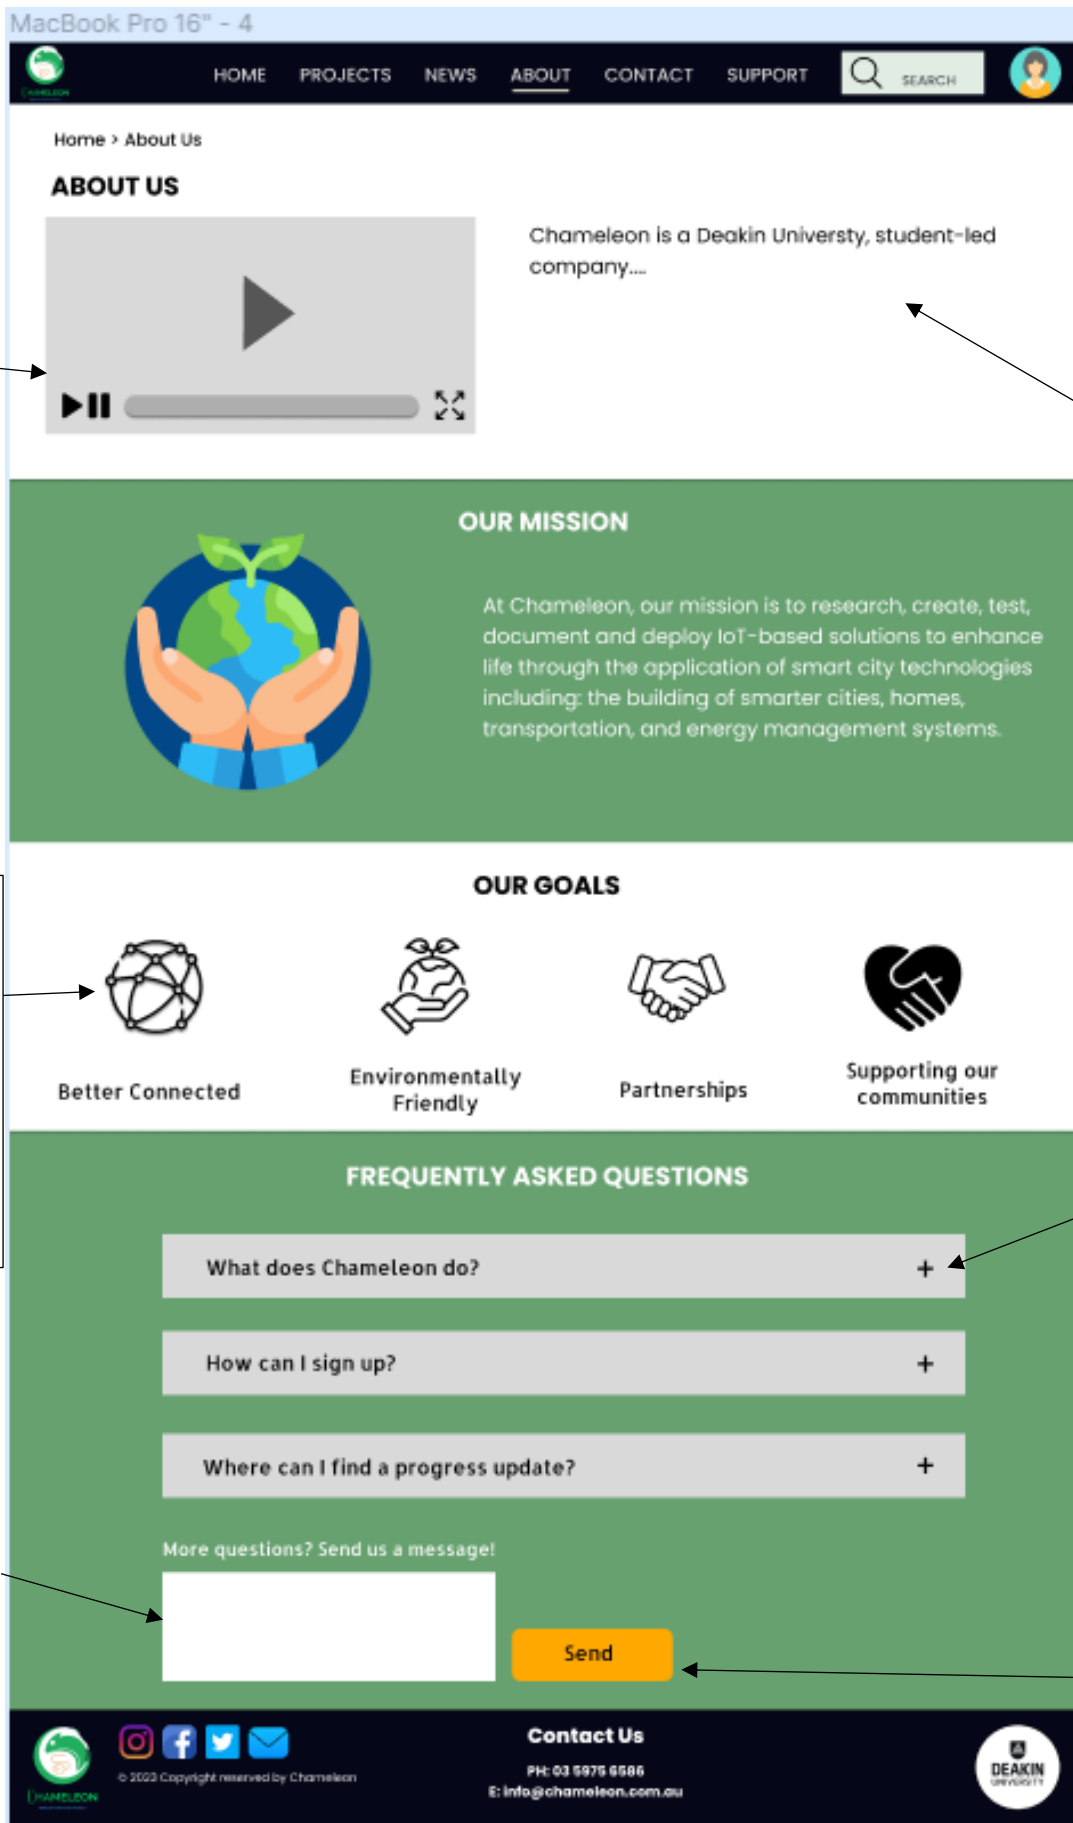 MacBook Pro 16" - 4
CHAMELEON
HOME PROJECTS NEWS ABOUT CONTACT SUPPORT SEARCH
Home > About Us
ABOUT US
Chameleon is a Deakin Universty, student-led
company....
OUR MISSION
At Chameleon, our mission is to research, create, test,
document and deploy IoT-based solutions to enhance
life through the application of smart city technologies
including: the building of smarter cities, homes,
transportation, and energy management systems.
OUR GOALS
Better Connected
Environmentally
Friendly
Partnerships
Supporting our
communities
FREQUENTLY ASKED QUESTIONS
What does Chameleon do? +
How can I sign up? +
Where can I find a progress update? +
More questions? Send us a message!
Send
CHAMELEON
© 2023 Copyright reserved by Chameleon
Contact Us
PH: 03 5975 6586
E: info@chameleon.com.au
DEAKIN
UNIVERSITY